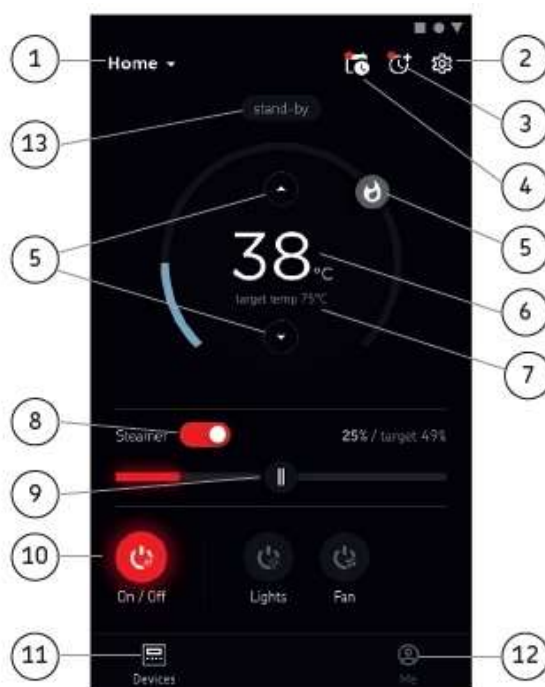 1
Home
2
3
13
stand-by
4
5
5
38 °C
6
target temp 75°C
7
8
Steamer
25% / target 49%
9
10
On / Off
Lights
Fan
11
12
Devices
Me